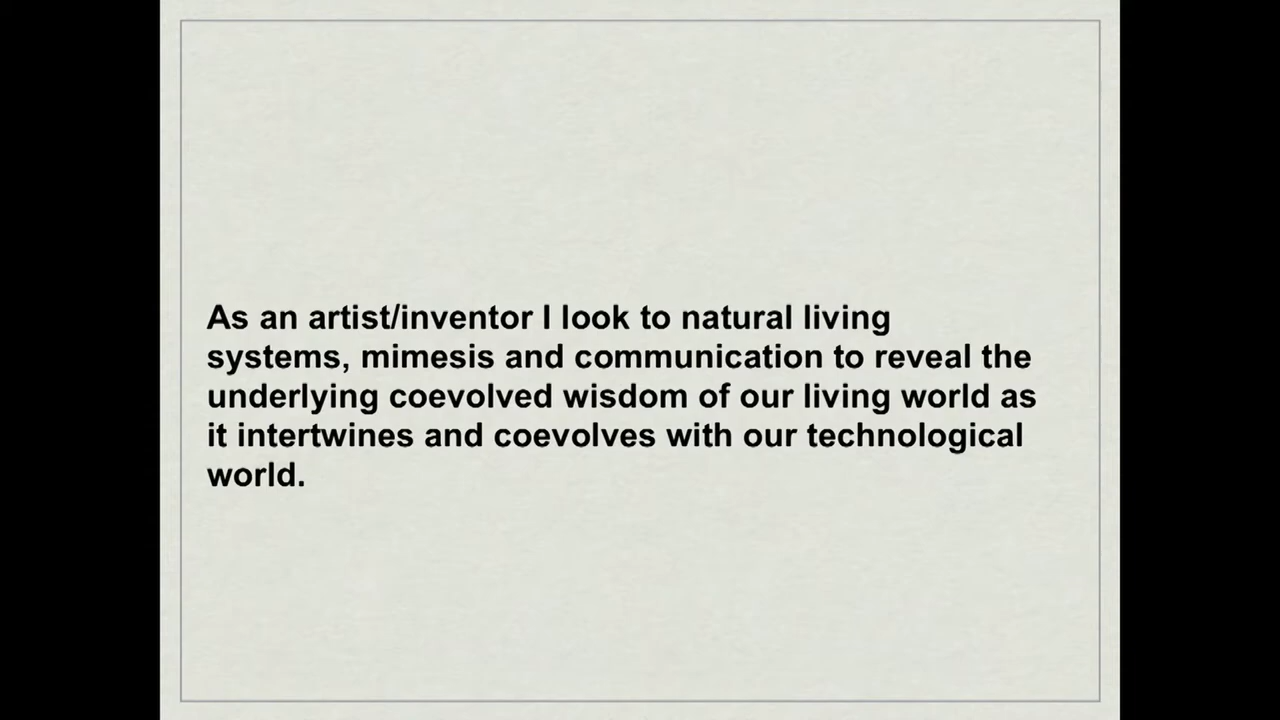 As an artist/inventor I look to natural living
systems, mimesis and communication to reveal the
underlying coevolved wisdom of our living world as
it intertwines and coevolves with our technological
world.